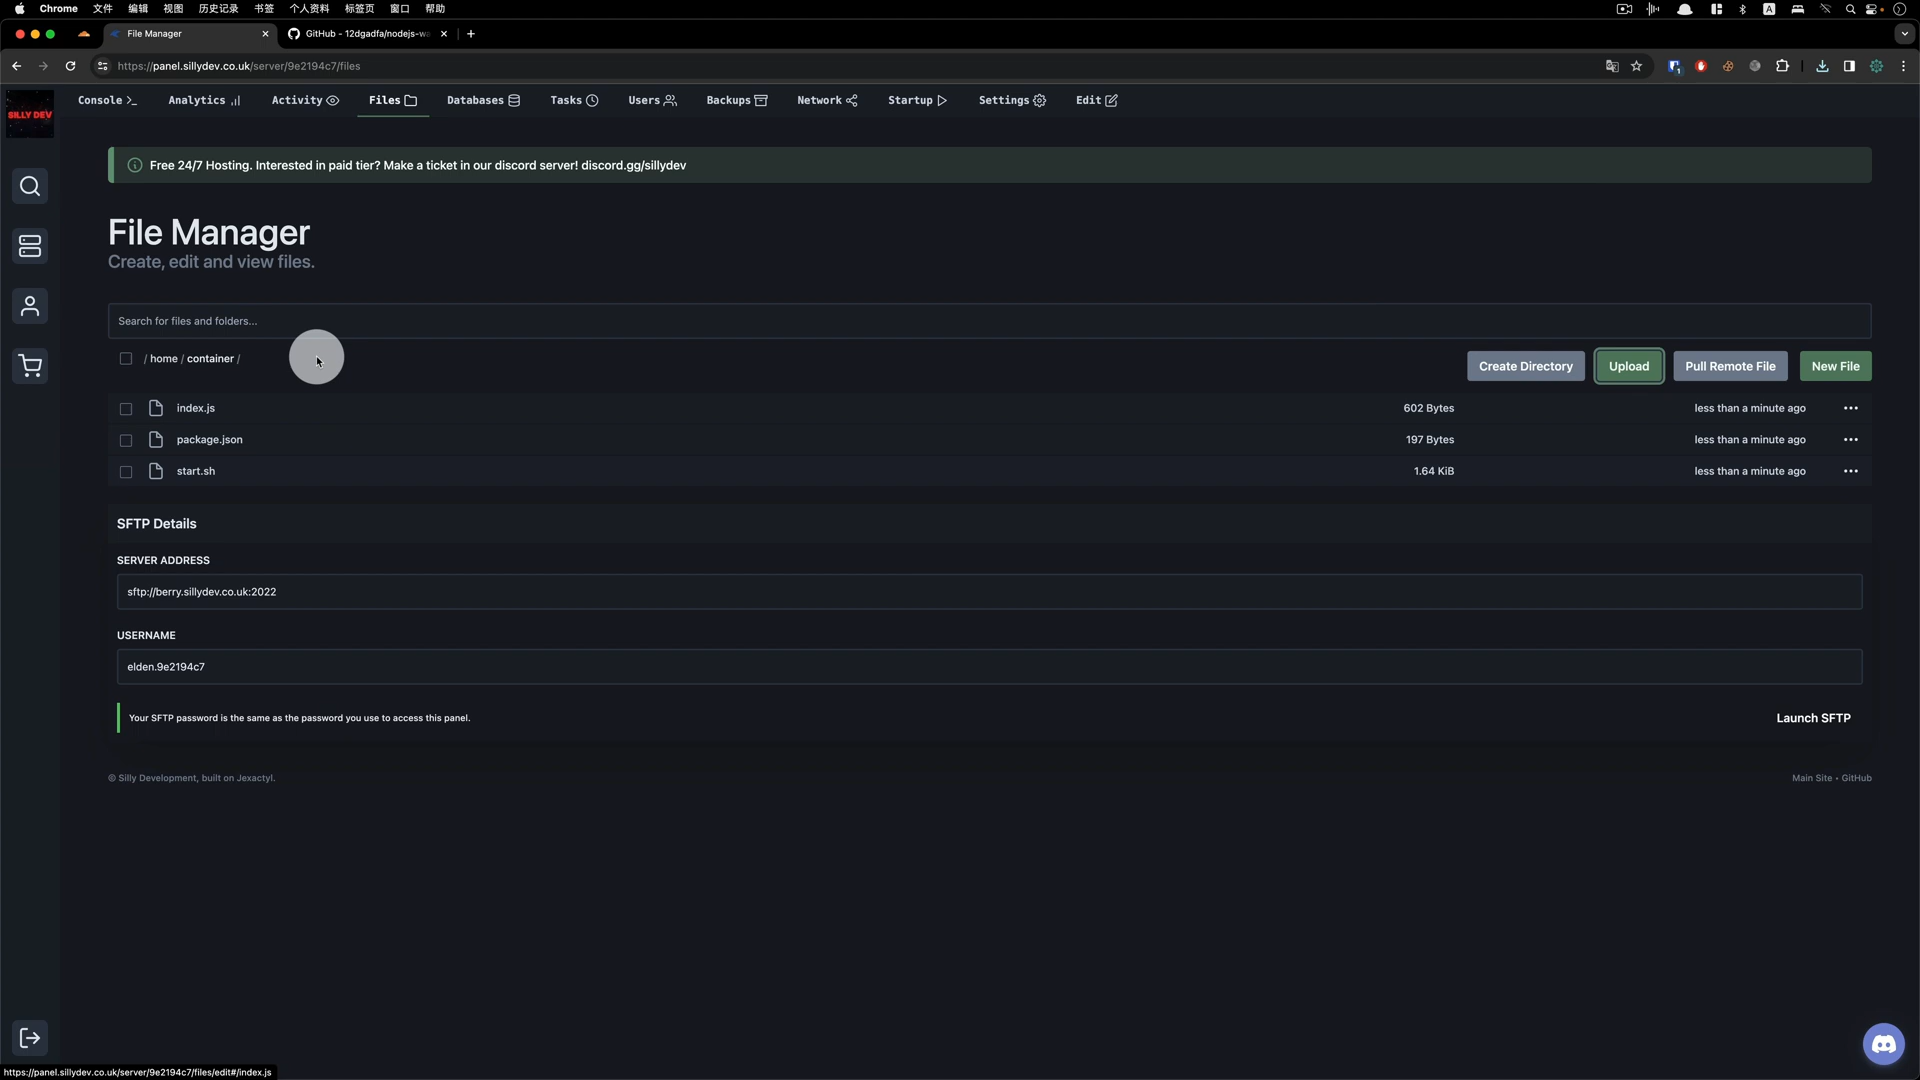 Chrome 文件 编辑 视图 历史记录 书签 个人资料 标签页 窗口 帮助
File Manager
GitHub - 12dgadfa/nodejs-wa
https://panel.sillydev.co.uk/server/9e2194c7/files
SILLY DEV
Console Analytics Activity Files Databases Tasks Users Backups Network Startup Settings Edit
Free 24/7 Hosting. Interested in paid tier? Make a ticket in our discord server! discord.gg/sillydev
File Manager
Create, edit and view files.
Search for files and folders...
/ home / container /
Create Directory Upload Pull Remote File New File
index.js 602 Bytes less than a minute ago
package.json 197 Bytes less than a minute ago
start.sh 1.64 KiB less than a minute ago
SFTP Details
SERVER ADDRESS
sftp://berry.sillydev.co.uk:2022
USERNAME
elden.9e2194c7
Your SFTP password is the same as the password you use to access this panel.
Launch SFTP
© Silly Development, built on Jexactyl.
Main Site • GitHub
https://panel.sillydev.co.uk/server/9e2194c7/files/edit#/index.js